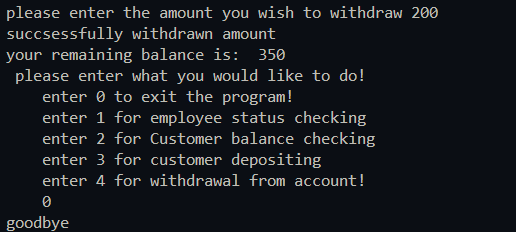 please enter the amount you wish to withdraw 200
succsessfully withdrawn amount
your remaining balance is:  350
 please enter what you would like to do!
    enter 0 to exit the program!
    enter 1 for employee status checking
    enter 2 for Customer balance checking
    enter 3 for customer depositing
    enter 4 for withdrawal from account!
    0
goodbye